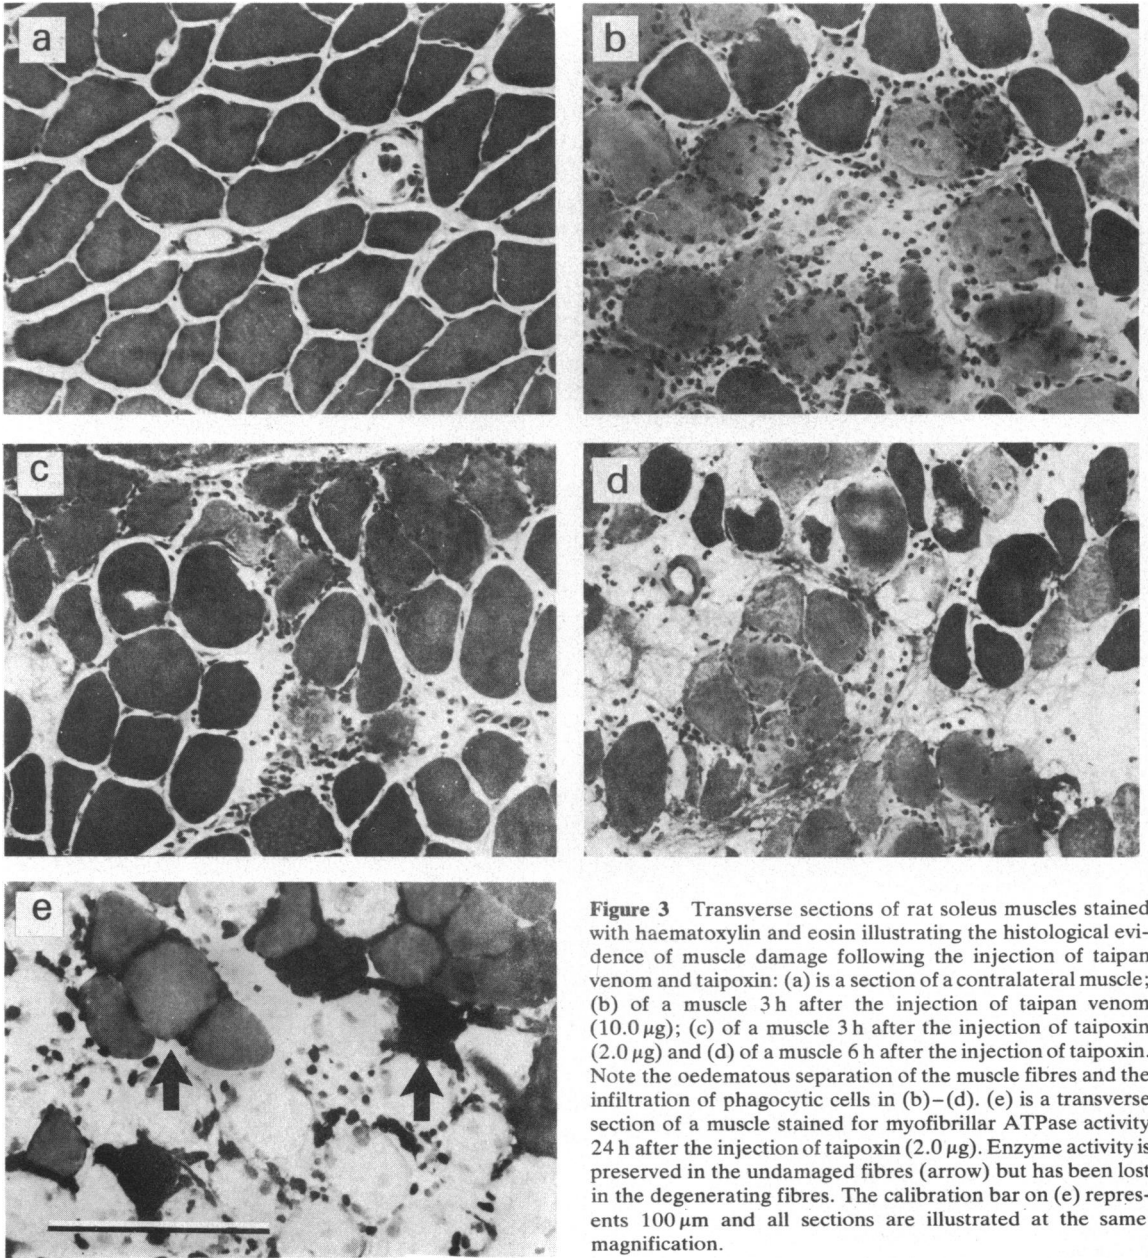 a
b
c
d
e
Figure 3 Transverse sections of rat soleus muscles stained
with haematoxylin and eosin illustrating the histological evi-
dence of muscle damage following the injection of taipan
venom and taipoxin: (a) is a section of a contralateral muscle;
(b) of a muscle 3 h after the injection of taipan venom
(10.0 µg); (c) of a muscle 3 h after the injection of taipoxin
(2.0 µg) and (d) of a muscle 6 h after the injection of taipoxin.
Note the oedematous separation of the muscle fibres and the
infiltration of phagocytic cells in (b)–(d). (e) is a transverse
section of a muscle stained for myofibrillar ATPase activity
24 h after the injection of taipoxin (2.0 µg). Enzyme activity is
preserved in the undamaged fibres (arrow) but has been lost
in the degenerating fibres. The calibration bar on (e) repres-
ents 100 µm and all sections are illustrated at the same
magnification.